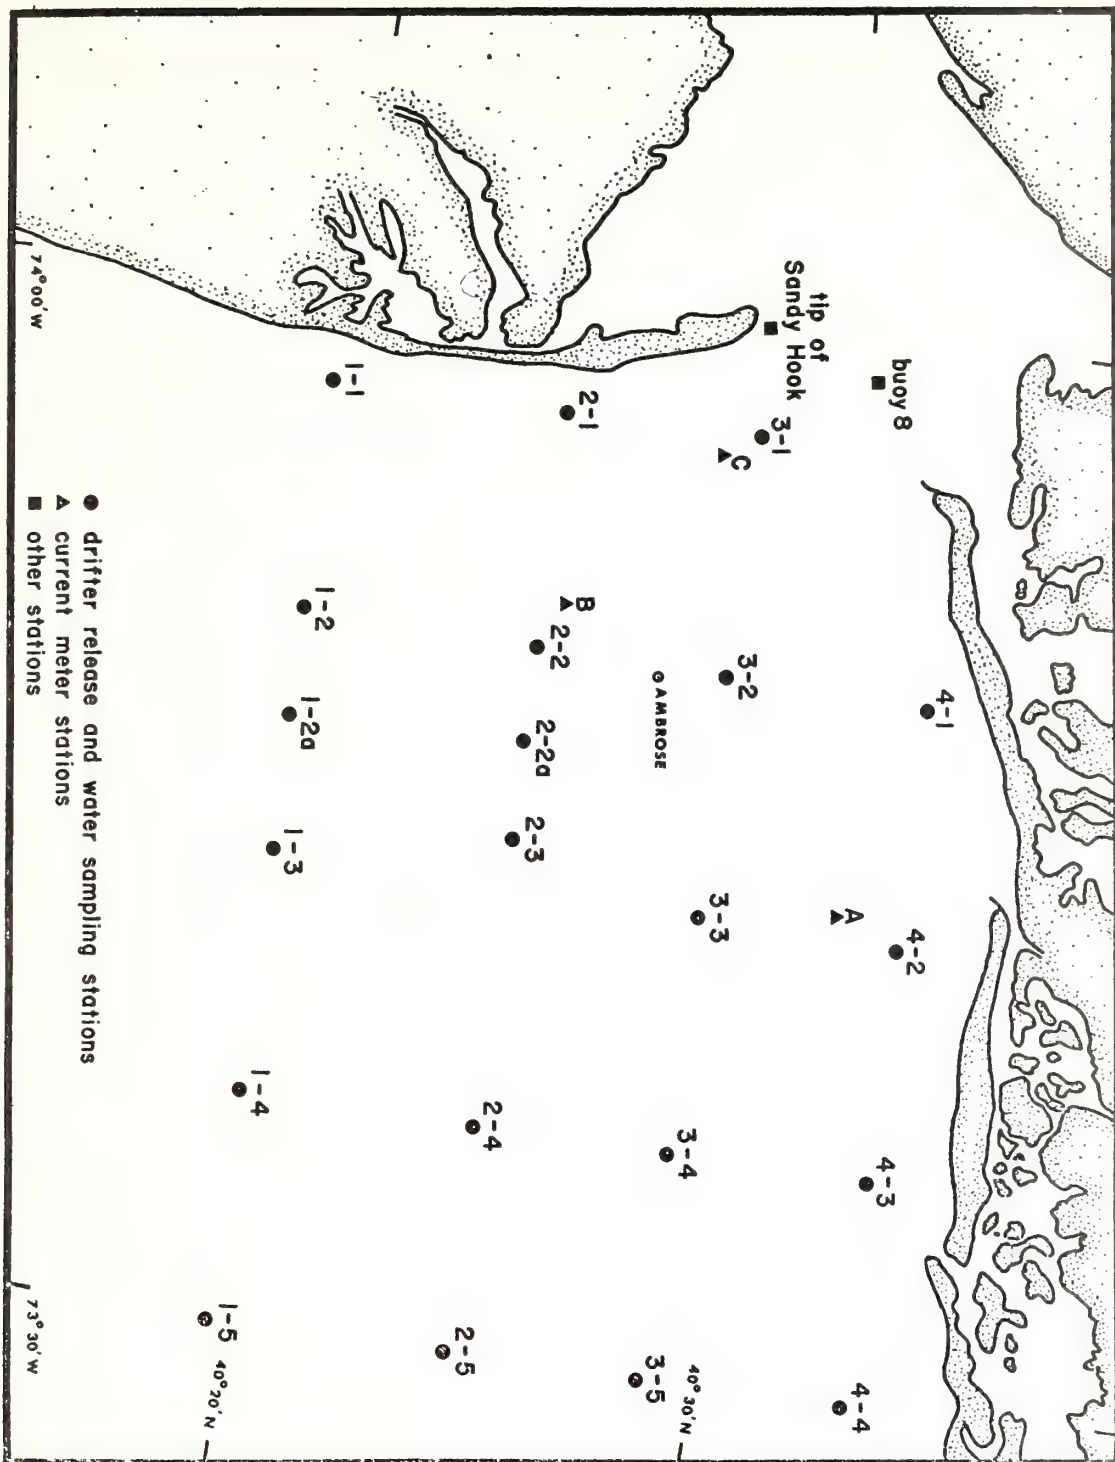 tip of
Sandy Hook
buoy 8
1-1
2-1
3-1
C
B
1-2
2-2
3-2
AMBROSE
4-1
1-2a
2-2a
1-3
2-3
3-3
A
4-2
1-4
2-4
3-4
4-3
1-5
2-5
3-5
4-4
74°00'W
73°30'W
40°20'N
40°30'N
drifter release and water sampling stations
current meter stations
other stations